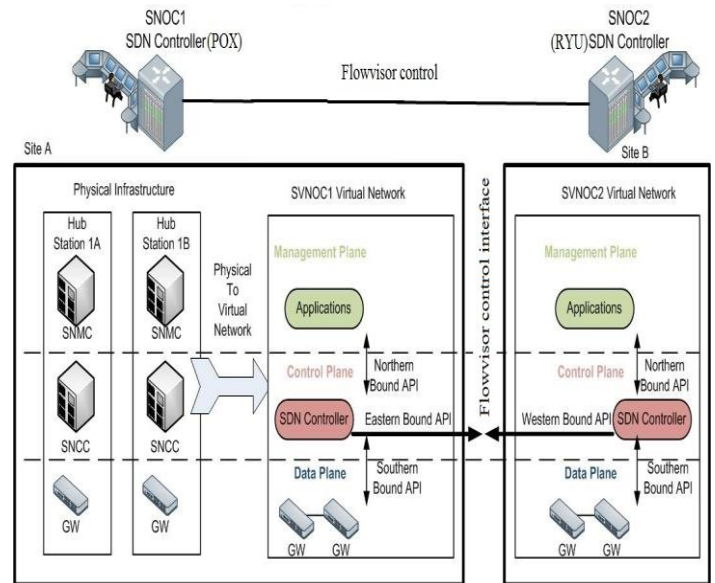 SNOC1
SDN Controller(POX)
SNOC2
(RYU)SDN Controller
Flowvisor control
Site A
Physical Infrastructure
Hub
Station 1A
SNMC
SNCC
GW
Hub
Station 1B
SNMC
SNCC
GW
Physical
To
Virtual
Network
SVNOC1 Virtual Network
Management Plane
Applications
Northern
Bound API
Control Plane
SDN Controller
Eastern Bound API
Southern
Bound API
Data Plane
GW
GW
Flowvisor control interface
Site B
SVNOC2 Virtual Network
Management Plane
Applications
Northern
Bound API
Control Plane
Western Bound API
SDN Controller
Data Plane
Southern
Bound API
GW
GW